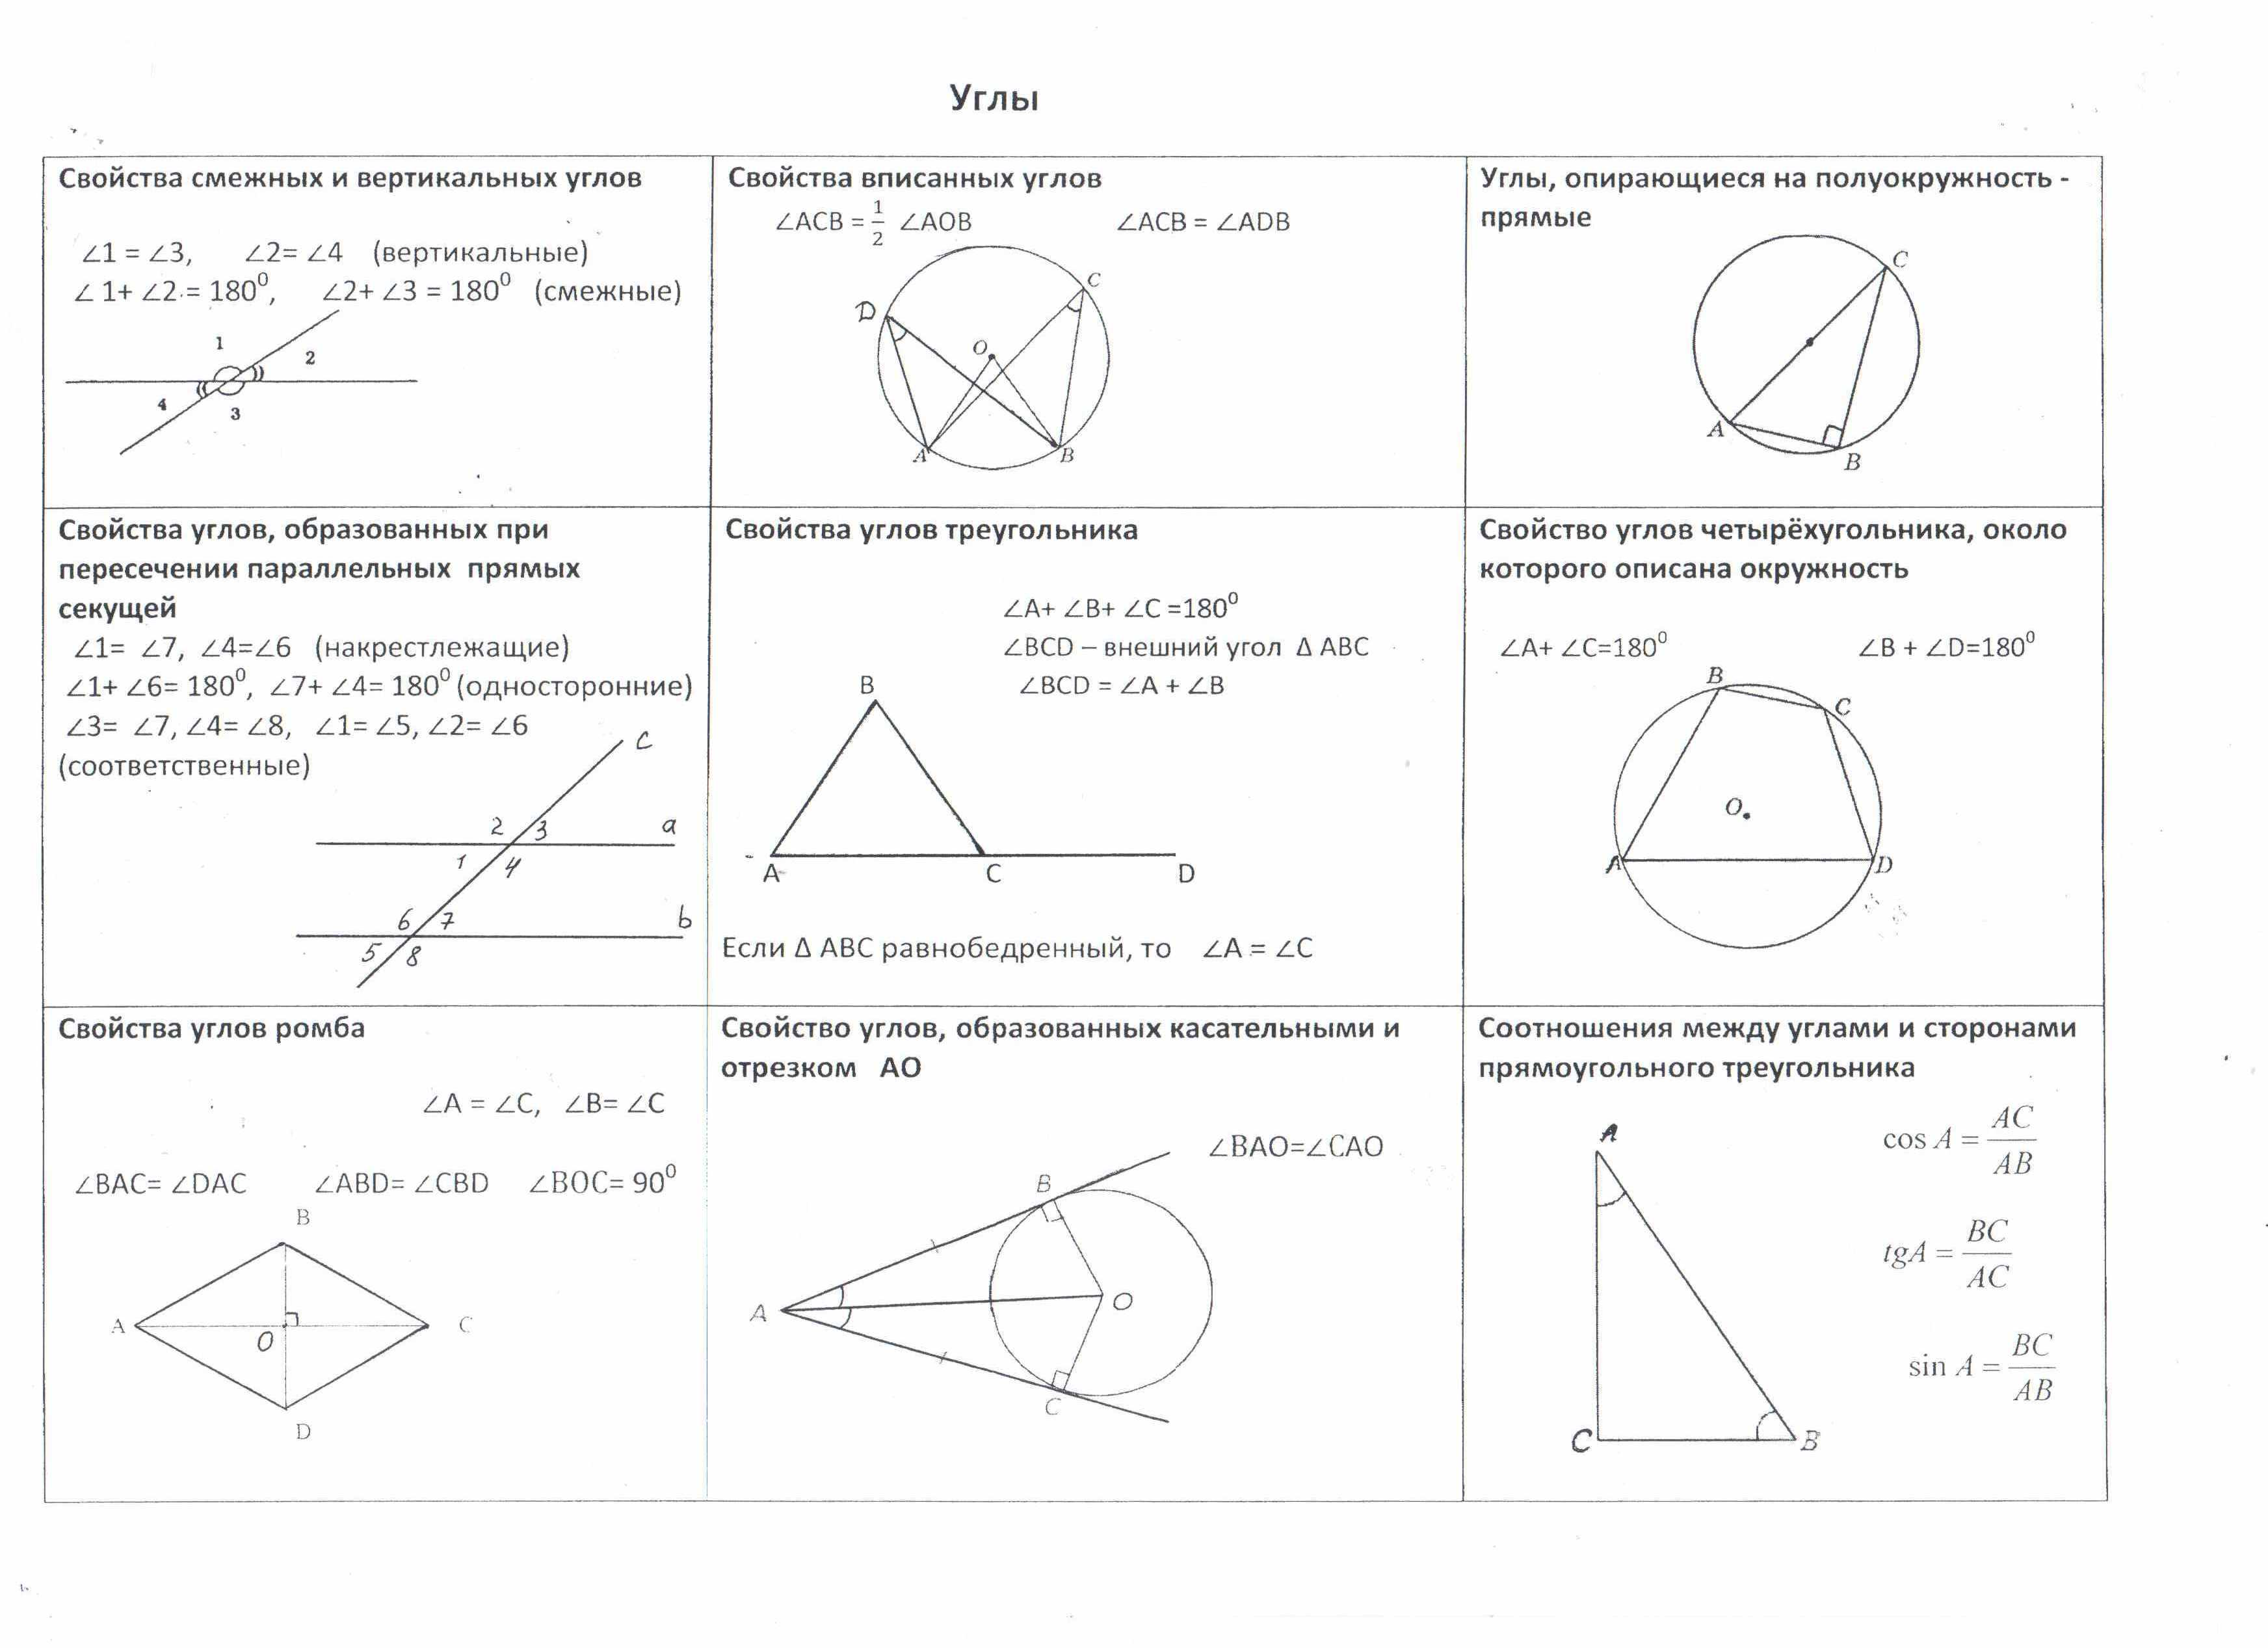 Углы
Свойства смежных и вертикальных углов
∠1 = ∠3, ∠2= ∠4 (вертикальные)
∠ 1+ ∠2 = 180⁰, ∠2+ ∠3 = 180⁰ (смежные)
1
2
4
3
Свойства вписанных углов
∠ACB = 1/2 ∠AOB ∠ACB = ∠ADB
C
D
O
A
B
Углы, опирающиеся на полуокружность -
прямые
C
A
B
Свойства углов, образованных при
пересечении параллельных прямых
секущей
∠1= ∠7, ∠4=∠6 (накрестлежащие)
∠1+ ∠6= 180⁰, ∠7+ ∠4= 180⁰ (односторонние)
∠3= ∠7, ∠4= ∠8, ∠1= ∠5, ∠2= ∠6
(соответственные)
c
2 3 a
1 4
6 7 b
5 8
Свойства углов треугольника
∠A+ ∠B+ ∠C =180⁰
∠BCD – внешний угол Δ ABC
∠BCD = ∠A + ∠B
B
A C D
Если Δ ABC равнобедренный, то ∠A = ∠C
Свойство углов четырёхугольника, около
которого описана окружность
∠A+ ∠C=180⁰ ∠B + ∠D=180⁰
B
C
O
A
D
Свойства углов ромба
∠A = ∠C, ∠B= ∠C
∠BAC= ∠DAC ∠ABD= ∠CBD ∠BOC= 90⁰
B
A
O
C
D
Свойство углов, образованных касательными и
отрезком АО
∠BAO=∠CAO
B
A
O
C
Соотношения между углами и сторонами
прямоугольного треугольника
A
C
B
cos A = AC/AB
tgA = BC/AC
sin A = BC/AB